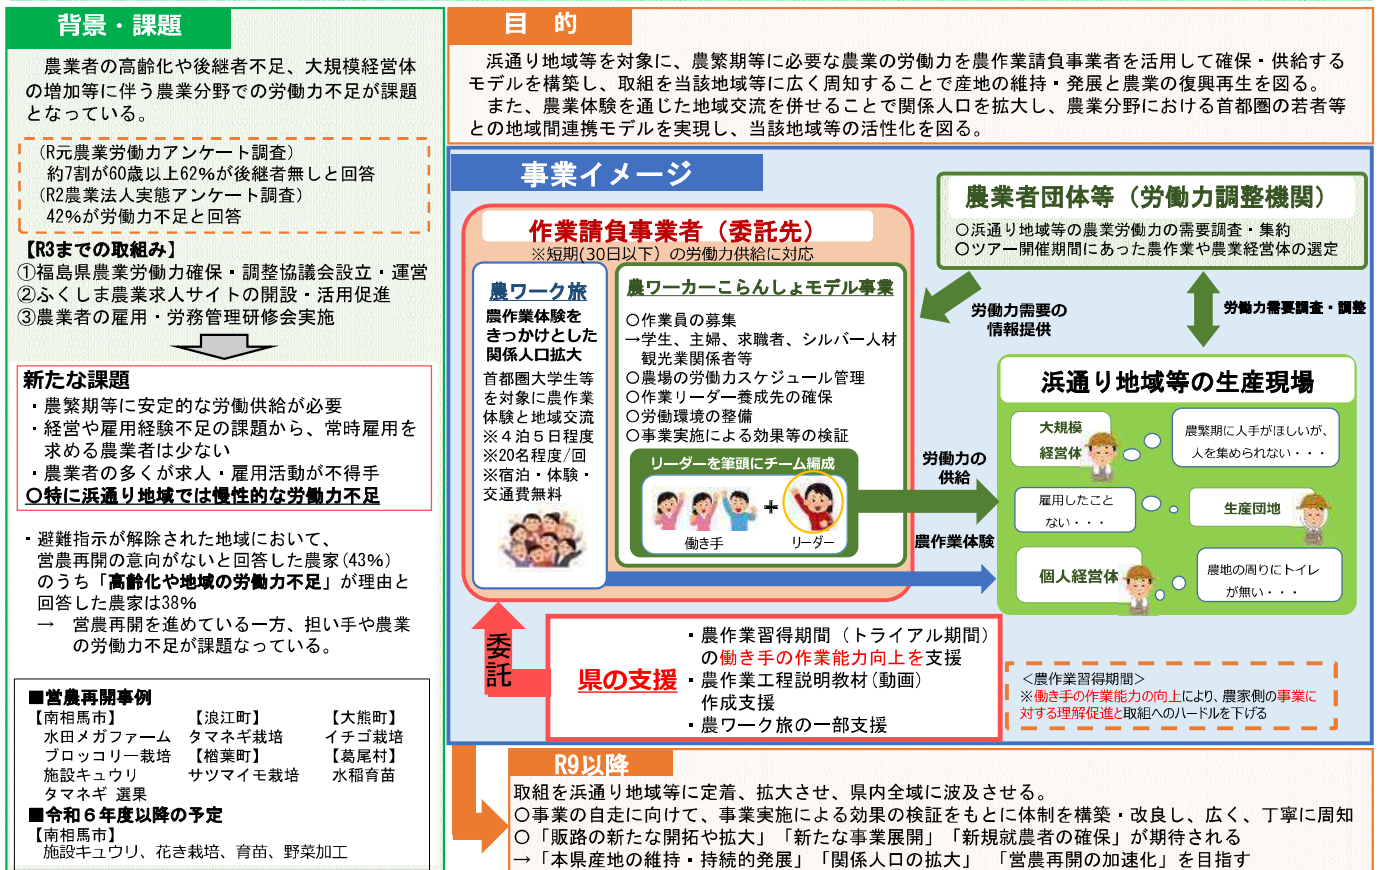 背景・課題
農業者の高齢化や後継者不足、大規模経営体
の増加等に伴う農業分野での労働力不足が課題
となっている。
(R元農業労働力アンケート調査)
約7割が60歳以上62%が後継者無しと回答
(R2農業法人実態アンケート調査)
42%が労働力不足と回答
【R3までの取組み】
①福島県農業労働力確保・調整協議会設立・運営
②ふくしま農業求人サイトの開設・活用促進
③農業者の雇用・労務管理研修会実施
新たな課題
・農繁期等に安定的な労働供給が必要
・経営や雇用経験不足の課題から、常時雇用を
求める農業者は少ない
・農業者の多くが求人・雇用活動が不得手
〇特に浜通り地域では慢性的な労働力不足
・避難指示が解除された地域において、
営農再開の意向がないと回答した農家(43%)
のうち「高齢化や地域の労働力不足」が理由と
回答した農家は38%
→ 営農再開を進めている一方、担い手や農業
の労働力不足が課題なっている。
■営農再開事例
【南相馬市】 【浪江町】 【大熊町】
水田メガファーム タマネギ栽培 イチゴ栽培
ブロッコリー栽培 【楢葉町】 【葛尾村】
施設キュウリ サツマイモ栽培 水稲育苗
タマネギ 選果
■令和６年度以降の予定
【南相馬市】
施設キュウリ、花き栽培、育苗、野菜加工
目 的
浜通り地域等を対象に、農繁期等に必要な農業の労働力を農作業請負事業者を活用して確保・供給する
モデルを構築し、取組を当該地域等に広く周知することで産地の維持・発展と農業の復興再生を図る。
また、農業体験を通じた地域交流を併せることで関係人口を拡大し、農業分野における首都圏の若者等
との地域間連携モデルを実現し、当該地域等の活性化を図る。
事業イメージ
作業請負事業者（委託先）
※短期(30日以下）の労働力供給に対応
農ワーク旅
農作業体験を
きっかけとした
関係人口拡大
首都圏大学生等
を対象に農作業
体験と地域交流
※４泊５日程度
※20名程度/回
※宿泊・体験・
交通費無料
農ワーカーこらんしょモデル事業
〇作業員の募集
→学生、主婦、求職者、シルバー人材
観光業関係者等
〇農場の労働力スケジュール管理
〇作業リーダー養成先の確保
〇労働環境の整備
〇事業実施による効果等の検証
リーダーを筆頭にチーム編成
+
働き手 リーダー
農業者団体等（労働力調整機関）
〇浜通り地域等の農業労働力の需要調査・集約
〇ツアー開催期間にあった農作業や農業経営体の選定
労働力需要の
情報提供
労働力需要調査・調整
労働力の
供給
農作業体験
浜通り地域等の生産現場
大規模
経営体
農繁期に人手がほしいが、
人を集められない・・・
雇用したこと
ない・・・
生産団地
個人経営体
農地の周りにトイレ
が無い・・・
委託
県の支援
・農作業習得期間（トライアル期間）
の働き手の作業能力向上を支援
・農作業工程説明教材(動画)
作成支援
・農ワーク旅の一部支援
＜農作業習得期間＞
※働き手の作業能力の向上により、農家側の事業に
対する理解促進と取組へのハードルを下げる
R9以降
取組を浜通り地域等に定着、拡大させ、県内全域に波及させる。
〇事業の自走に向けて、事業実施による効果の検証をもとに体制を構築・改良し、広く、丁寧に周知
〇「販路の新たな開拓や拡大」「新たな事業展開」「新規就農者の確保」が期待される
→「本県産地の維持・持続的発展」「関係人口の拡大」 「営農再開の加速化」を目指す